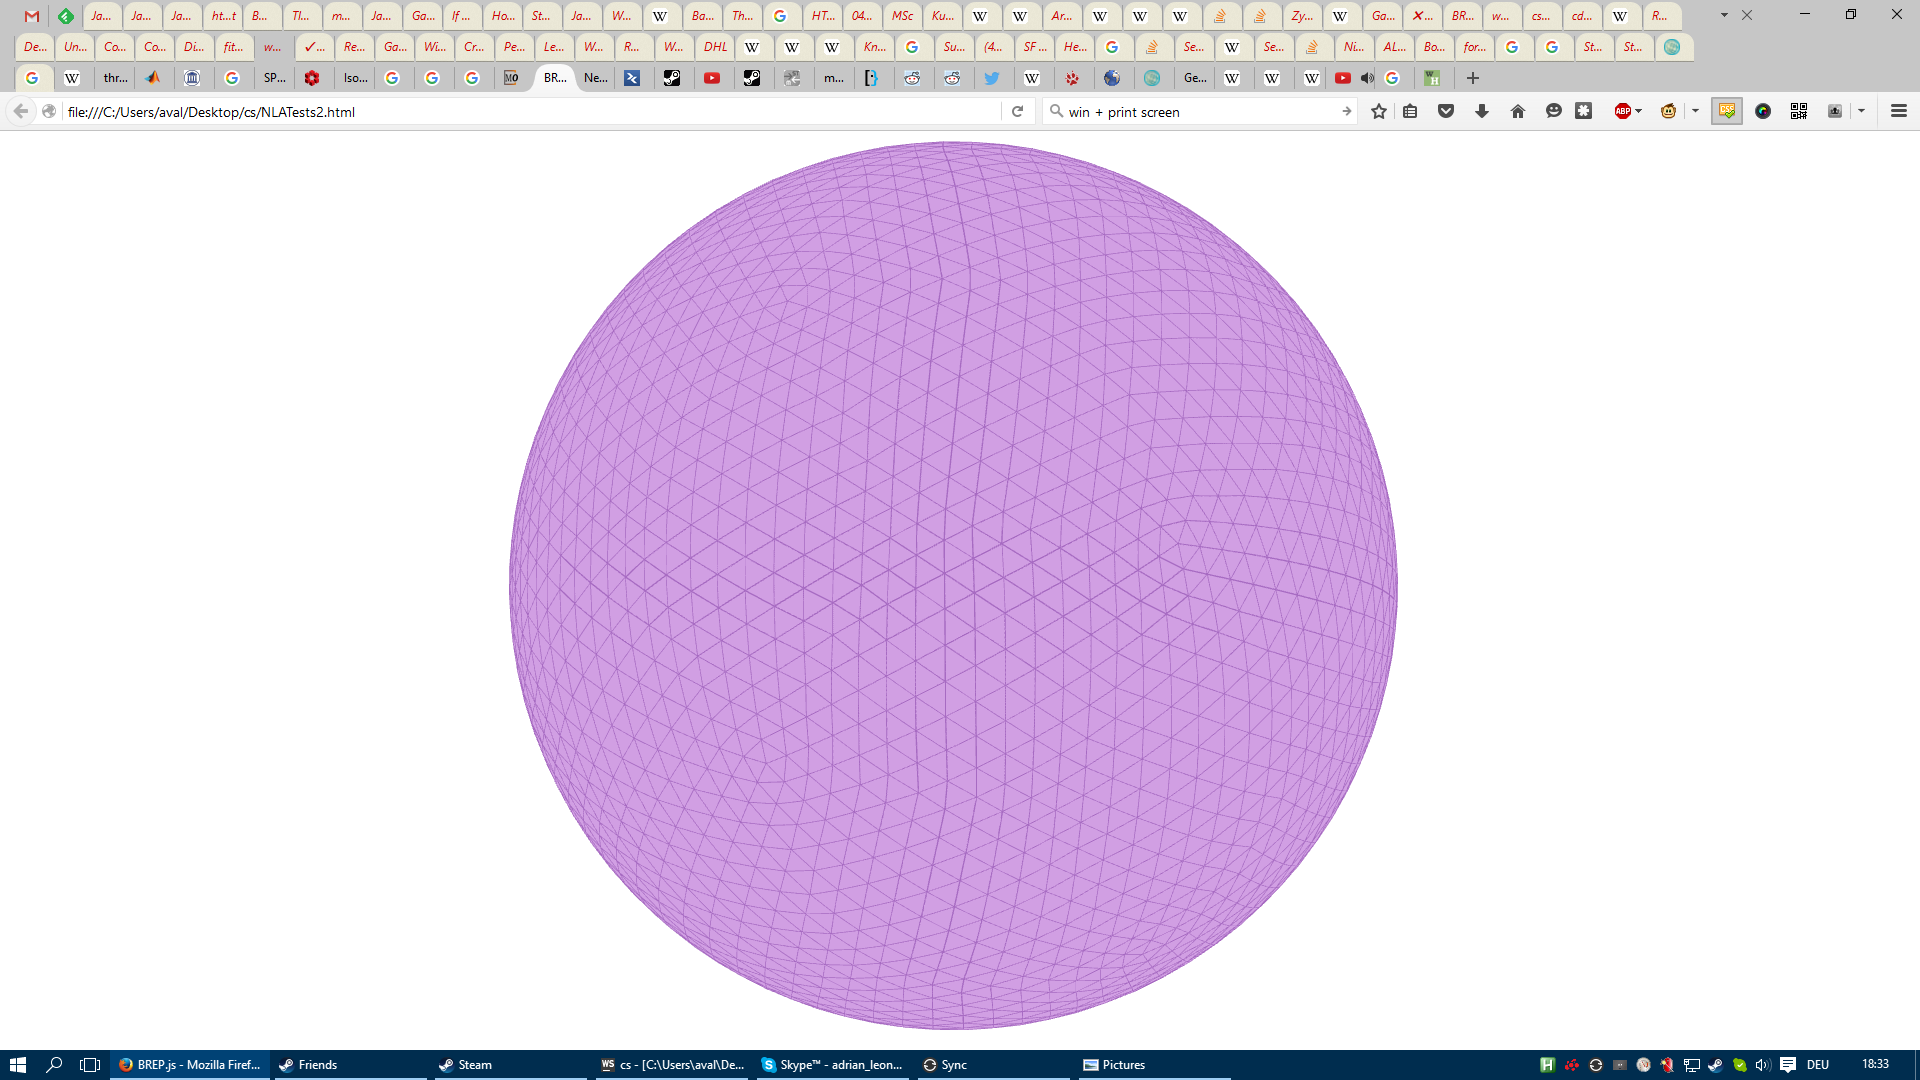 Ja... Ja... Ja... ht...t B... Tl... m... Ja... Ga... If ... Ho... St... Ja... W... W Ba... Th... G HT... 04... MSc Ku... W W Ar... W W W Zy... W Ga... ✕... BR... w... cs... cd... W R...
De... Un... Co... Co... Di... fit... w... ✓... Re... Ga... Wi... Cr... Pe... Le... W... R... W... DHL W W W Kn... G Su... (4... SF ... He... G Se... W Se... Ni... AL... Bo... for... G G St... St...
G W thr... G SP... Iso... G G G MO BR... Ne... m... W Ge... W W W G WH
file:///C:/Users/aval/Desktop/cs/NLATests2.html win + print screen ABP
BREP.js - Mozilla Firef... Friends Steam WS cs - [C:\Users\aval\De... Skype™ - adrian_leon... Sync Pictures H DEU 18:33